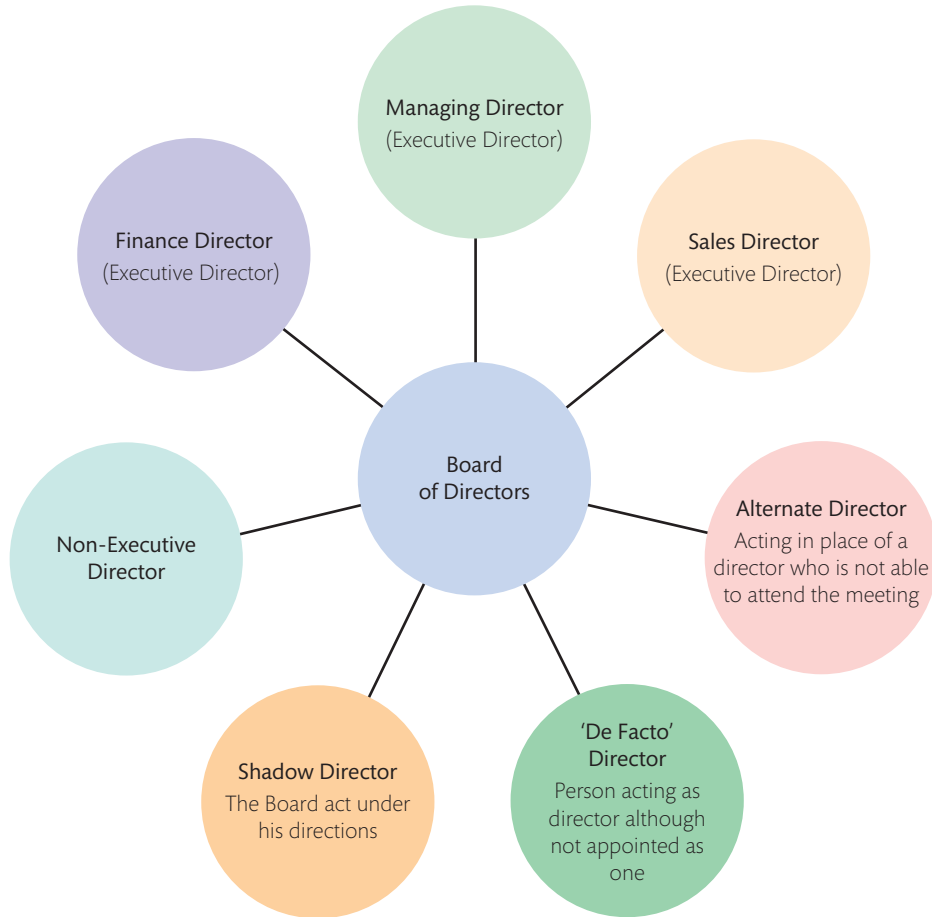 Managing Director
(Executive Director)
Finance Director
(Executive Director)
Sales Director
(Executive Director)
Board
of Directors
Non-Executive
Director
Alternate Director
Acting in place of a
director who is not able
to attend the meeting
Shadow Director
The Board act under
his directions
‘De Facto’
Director
Person acting as
director although
not appointed as
one